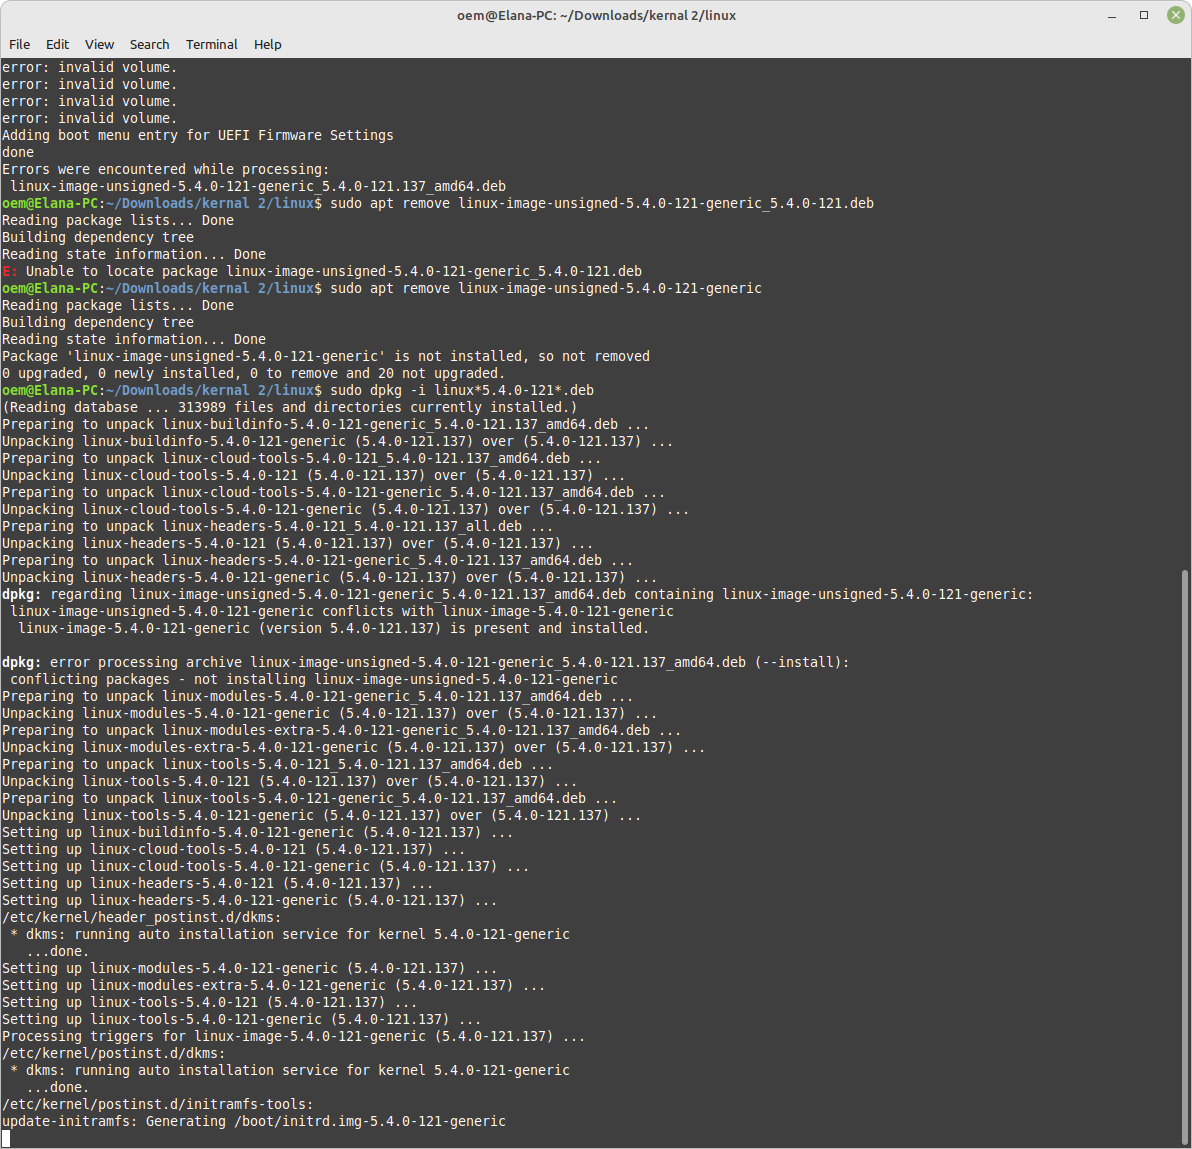 oem@Elana-PC: ~/Downloads/kernal 2/linux
File Edit View Search Terminal Help
error: invalid volume.
error: invalid volume.
error: invalid volume.
error: invalid volume.
Adding boot menu entry for UEFI Firmware Settings
done
Errors were encountered while processing:
 linux-image-unsigned-5.4.0-121-generic_5.4.0-121.137_amd64.deb
oem@Elana-PC:~/Downloads/kernal 2/linux$ sudo apt remove linux-image-unsigned-5.4.0-121-generic_5.4.0-121.deb
Reading package lists... Done
Building dependency tree
Reading state information... Done
E: Unable to locate package linux-image-unsigned-5.4.0-121-generic_5.4.0-121.deb
oem@Elana-PC:~/Downloads/kernal 2/linux$ sudo apt remove linux-image-unsigned-5.4.0-121-generic
Reading package lists... Done
Building dependency tree
Reading state information... Done
Package 'linux-image-unsigned-5.4.0-121-generic' is not installed, so not removed
0 upgraded, 0 newly installed, 0 to remove and 20 not upgraded.
oem@Elana-PC:~/Downloads/kernal 2/linux$ sudo dpkg -i linux*5.4.0-121*.deb
(Reading database ... 313989 files and directories currently installed.)
Preparing to unpack linux-buildinfo-5.4.0-121-generic_5.4.0-121.137_amd64.deb ...
Unpacking linux-buildinfo-5.4.0-121-generic (5.4.0-121.137) over (5.4.0-121.137) ...
Preparing to unpack linux-cloud-tools-5.4.0-121_5.4.0-121.137_amd64.deb ...
Unpacking linux-cloud-tools-5.4.0-121 (5.4.0-121.137) over (5.4.0-121.137) ...
Preparing to unpack linux-cloud-tools-5.4.0-121-generic_5.4.0-121.137_amd64.deb ...
Unpacking linux-cloud-tools-5.4.0-121-generic (5.4.0-121.137) over (5.4.0-121.137) ...
Preparing to unpack linux-headers-5.4.0-121_5.4.0-121.137_all.deb ...
Unpacking linux-headers-5.4.0-121 (5.4.0-121.137) over (5.4.0-121.137) ...
Preparing to unpack linux-headers-5.4.0-121-generic_5.4.0-121.137_amd64.deb ...
Unpacking linux-headers-5.4.0-121-generic (5.4.0-121.137) over (5.4.0-121.137) ...
dpkg: regarding linux-image-unsigned-5.4.0-121-generic_5.4.0-121.137_amd64.deb containing linux-image-unsigned-5.4.0-121-generic:
 linux-image-unsigned-5.4.0-121-generic conflicts with linux-image-5.4.0-121-generic
  linux-image-5.4.0-121-generic (version 5.4.0-121.137) is present and installed.

dpkg: error processing archive linux-image-unsigned-5.4.0-121-generic_5.4.0-121.137_amd64.deb (--install):
 conflicting packages - not installing linux-image-unsigned-5.4.0-121-generic
Preparing to unpack linux-modules-5.4.0-121-generic_5.4.0-121.137_amd64.deb ...
Unpacking linux-modules-5.4.0-121-generic (5.4.0-121.137) over (5.4.0-121.137) ...
Preparing to unpack linux-modules-extra-5.4.0-121-generic_5.4.0-121.137_amd64.deb ...
Unpacking linux-modules-extra-5.4.0-121-generic (5.4.0-121.137) over (5.4.0-121.137) ...
Preparing to unpack linux-tools-5.4.0-121_5.4.0-121.137_amd64.deb ...
Unpacking linux-tools-5.4.0-121 (5.4.0-121.137) over (5.4.0-121.137) ...
Preparing to unpack linux-tools-5.4.0-121-generic_5.4.0-121.137_amd64.deb ...
Unpacking linux-tools-5.4.0-121-generic (5.4.0-121.137) over (5.4.0-121.137) ...
Setting up linux-buildinfo-5.4.0-121-generic (5.4.0-121.137) ...
Setting up linux-cloud-tools-5.4.0-121 (5.4.0-121.137) ...
Setting up linux-cloud-tools-5.4.0-121-generic (5.4.0-121.137) ...
Setting up linux-headers-5.4.0-121 (5.4.0-121.137) ...
Setting up linux-headers-5.4.0-121-generic (5.4.0-121.137) ...
/etc/kernel/header_postinst.d/dkms:
 * dkms: running auto installation service for kernel 5.4.0-121-generic
   ...done.
Setting up linux-modules-5.4.0-121-generic (5.4.0-121.137) ...
Setting up linux-modules-extra-5.4.0-121-generic (5.4.0-121.137) ...
Setting up linux-tools-5.4.0-121 (5.4.0-121.137) ...
Setting up linux-tools-5.4.0-121-generic (5.4.0-121.137) ...
Processing triggers for linux-image-5.4.0-121-generic (5.4.0-121.137) ...
/etc/kernel/postinst.d/dkms:
 * dkms: running auto installation service for kernel 5.4.0-121-generic
   ...done.
/etc/kernel/postinst.d/initramfs-tools:
update-initramfs: Generating /boot/initrd.img-5.4.0-121-generic